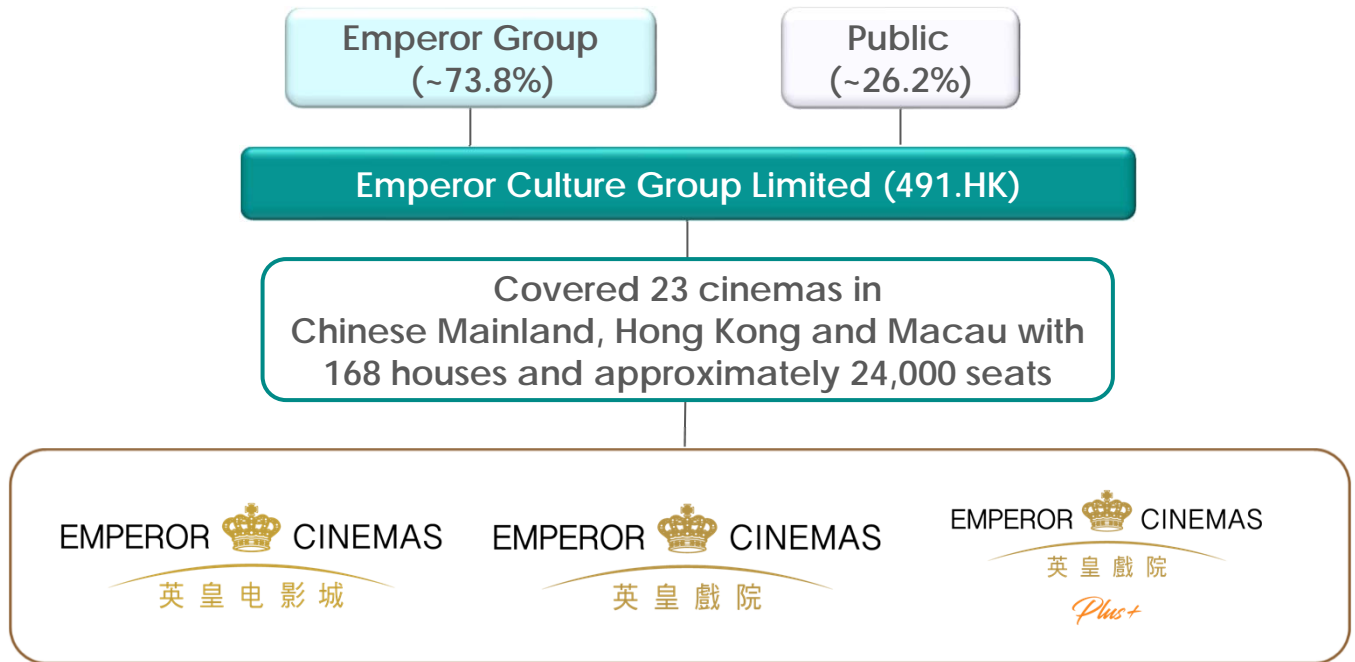 Emperor Group
(~73.8%)
Public
(~26.2%)
Emperor Culture Group Limited (491.HK)
Covered 23 cinemas in
Chinese Mainland, Hong Kong and Macau with
168 houses and approximately 24,000 seats
EMPEROR CINEMAS
英皇电影城
EMPEROR CINEMAS
英皇戲院
EMPEROR CINEMAS
英皇戲院
Plus+